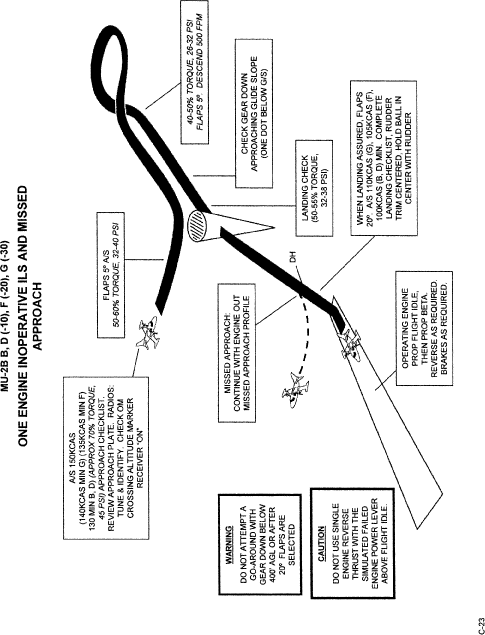 MU-2B B, D (-10), F (-20), G (-30)
ONE ENGINE INOPERATIVE ILS AND MISSED
APPROACH
A/S 150KCAS
(140KCAS MIN G) (135KCAS MIN F)
130 MIN B, D) (APPROX 70% TORQUE,
45 PSI) APPROACH CHECKLIST.
REVIEW APPROACH PLATE. RADIOS:
TUNE & IDENTIFY. CHECK OM
CROSSING ALTITUDE MARKER
RECEIVER "ON"
FLAPS 5° A/S
50-60% TORQUE, 32-40 PSI
40-50% TORQUE, 26-32 PSI
FLAPS 5°. DESCEND 500 FPM
CHECK GEAR DOWN
APPROACHING GLIDE SLOPE
(ONE DOT BELOW G/S)
LANDING CHECK
(50-55% TORQUE,
32-38 PSI)
MISSED APPROACH:
CONTINUE WITH ENGINE OUT
MISSED APPROACH PROFILE
DH
WHEN LANDING ASSURED, FLAPS
20°. A/S 110KCAS (G), 105KCAS (F),
100KCAS (B, D) MIN. COMPLETE
LANDING CHECKLIST, RUDDER
TRIM CENTERED, HOLD BALL IN
CENTER WITH RUDDER
OPERATING ENGINE
PROP FLIGHT IDLE,
THEN PROP BETA.
REVERSE AS REQUIRED.
BRAKES AS REQUIRED.
WARNING
DO NOT ATTEMPT A
GO-AROUND WITH
GEAR DOWN BELOW
400' AGL OR AFTER
20° FLAPS ARE
SELECTED
CAUTION
DO NOT USE SINGLE
ENGINE REVERSE
THRUST WITH THE
SIMULATED FAILED
ENGINE POWER LEVER
ABOVE FLIGHT IDLE.
C-23